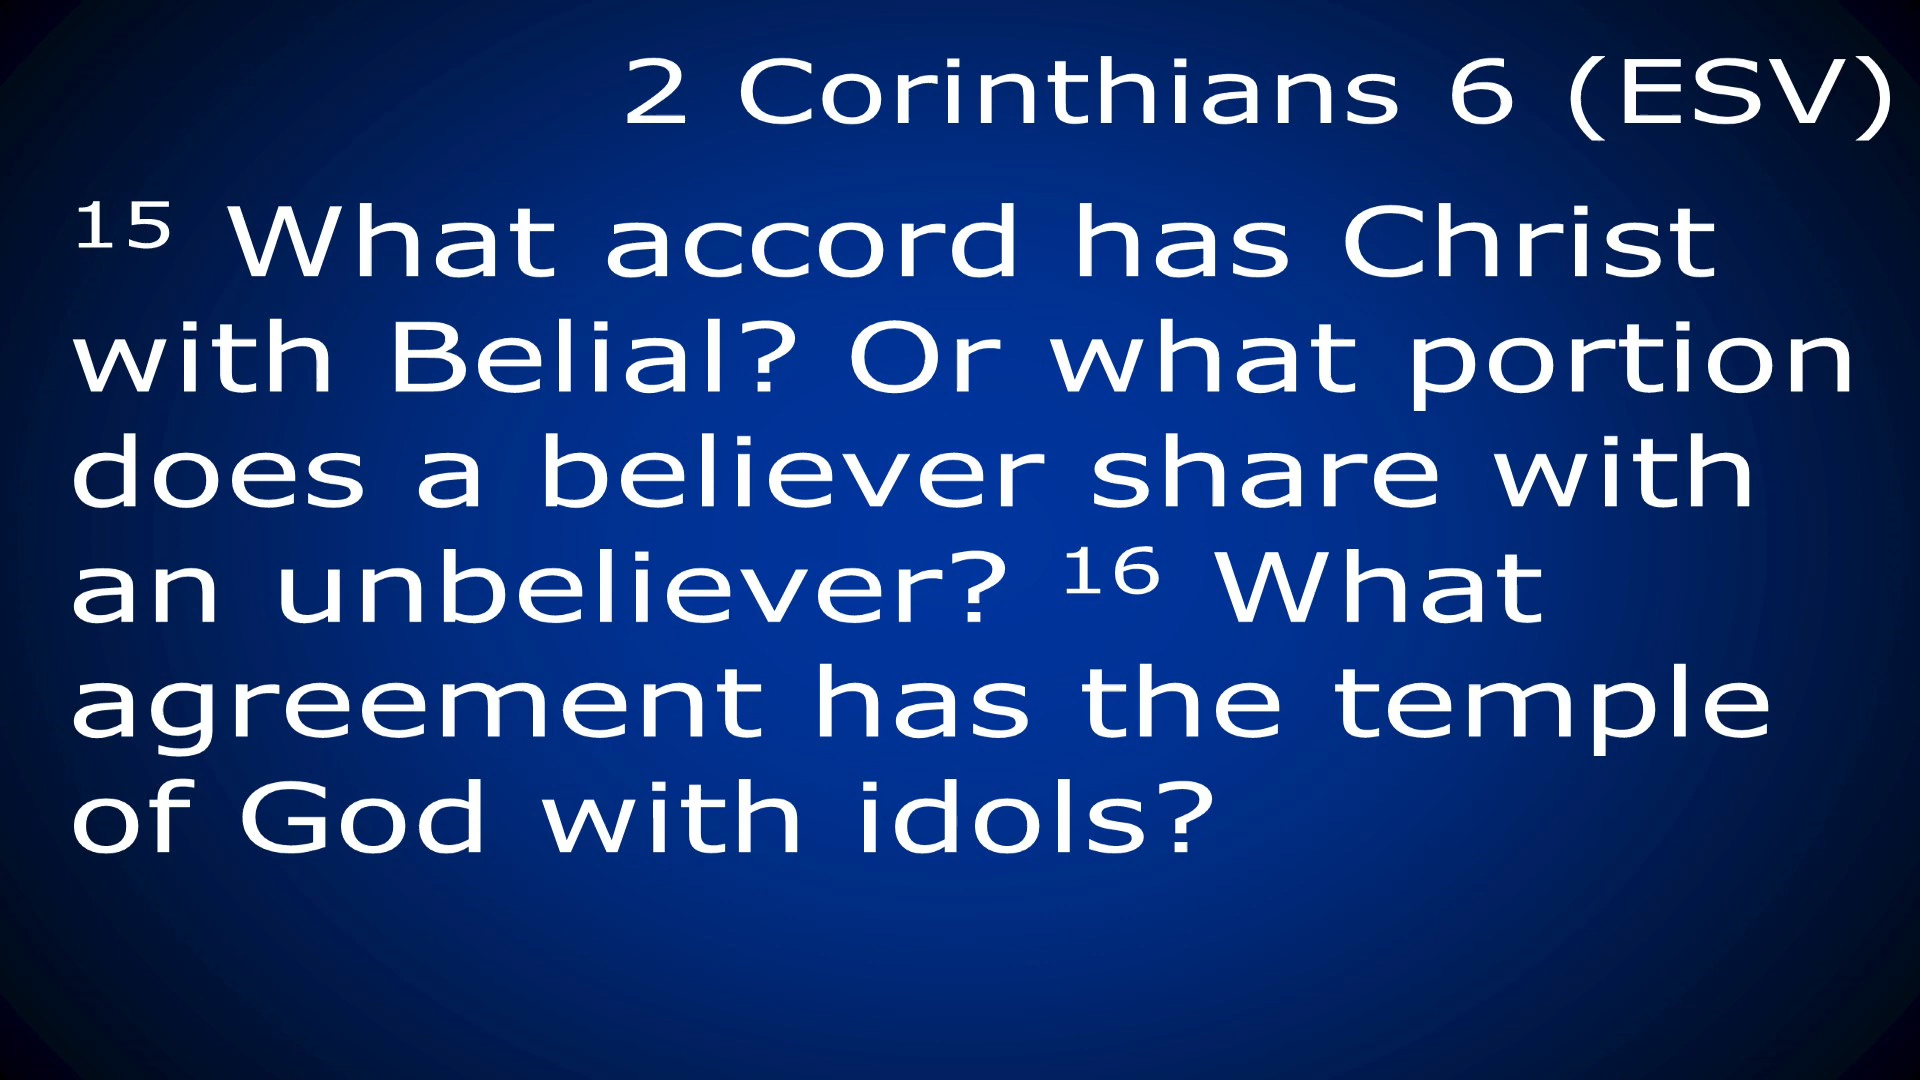 2 Corinthians 6 (ESV)
15 What accord has Christ
with Belial? Or what portion
does a believer share with
an unbeliever? 16 What
agreement has the temple
of God with idols?